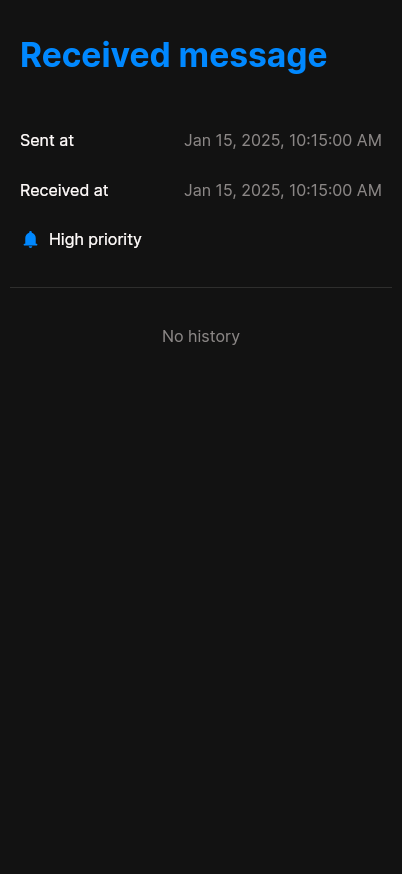 Received message
Sent at Jan 15, 2025, 10:15:00 AM
Received at Jan 15, 2025, 10:15:00 AM
High priority
No history